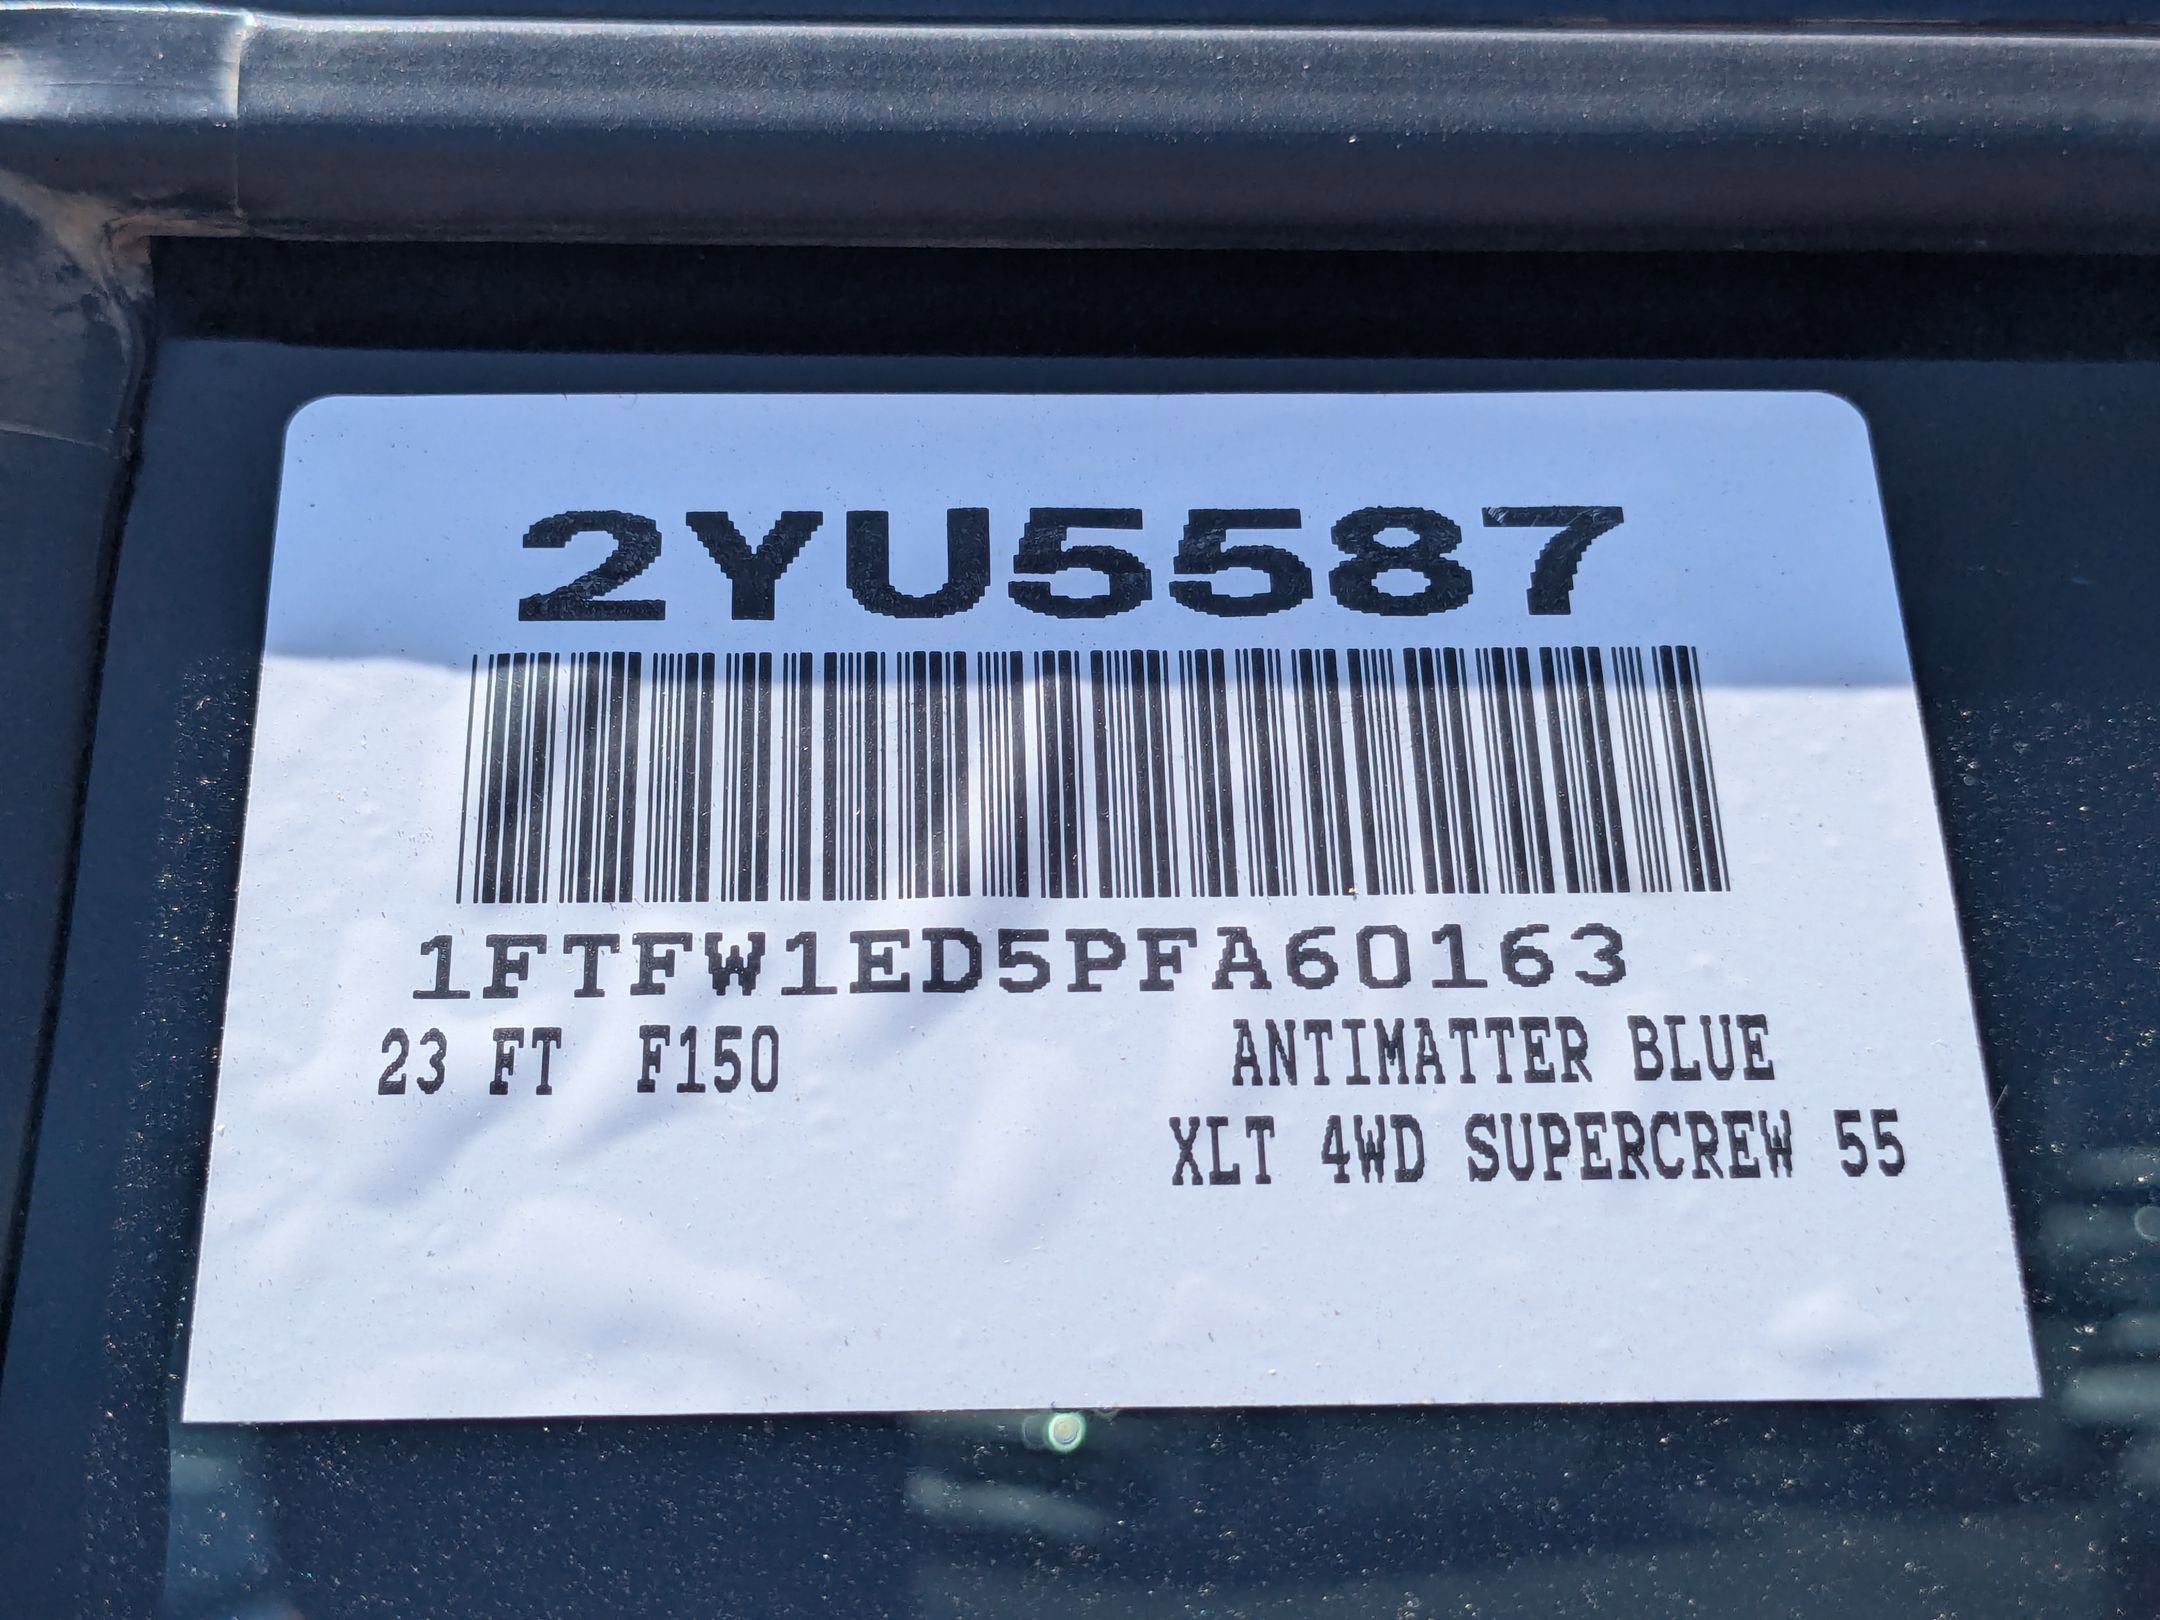 2YU5587
1FTFW1ED5PFA60163
23 FT F150 ANTIMATTER BLUE
XLT 4WD SUPERCREW 55